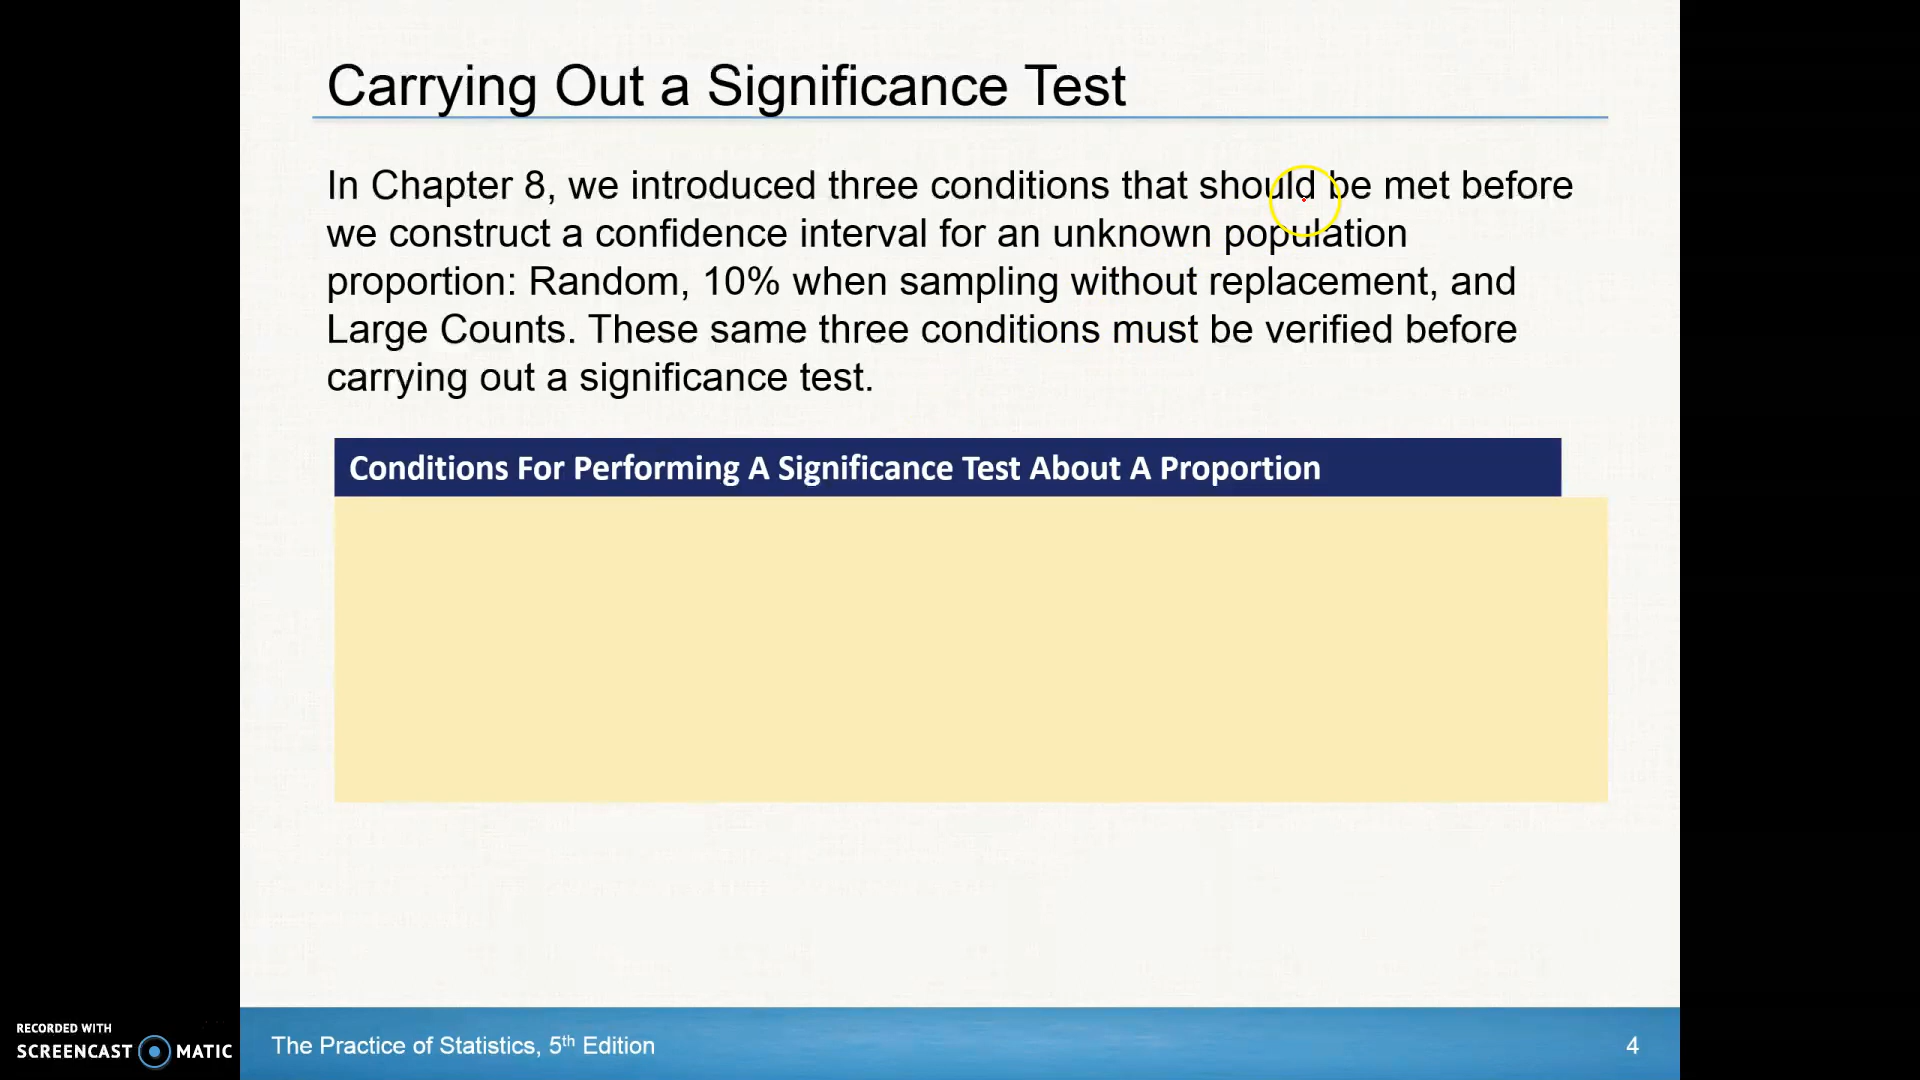 Carrying Out a Significance Test
In Chapter 8, we introduced three conditions that should be met before
we construct a confidence interval for an unknown population
proportion: Random, 10% when sampling without replacement, and
Large Counts. These same three conditions must be verified before
carrying out a significance test.
Conditions For Performing A Significance Test About A Proportion
RECORDED WITH
SCREENCAST MATIC
The Practice of Statistics, 5th Edition
4